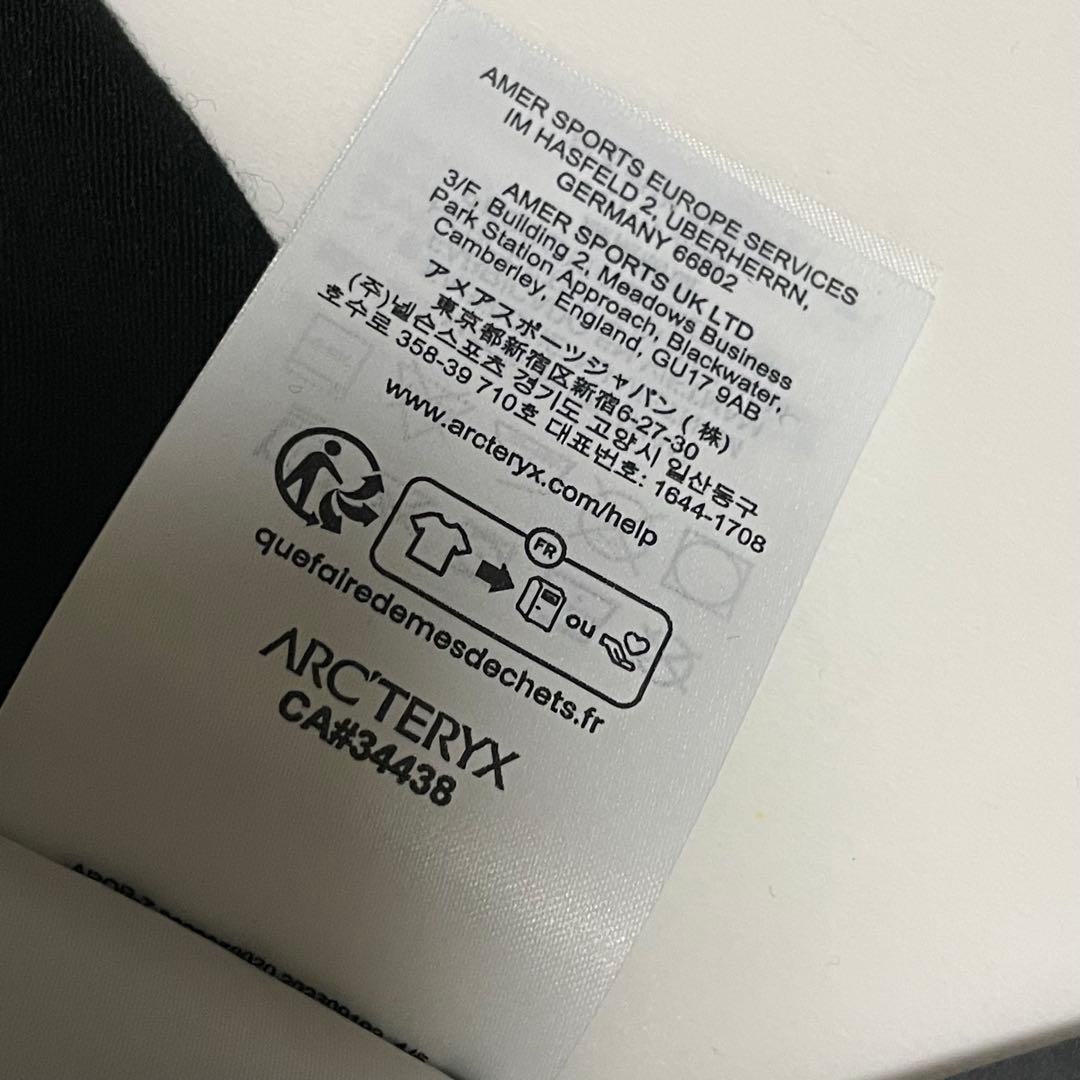 AMER SPORTS EUROPE SERVICES
IM HASFELD 2, UBERHERRN,
GERMANY 66802
AMER SPORTS UK LTD
3/F, Building 2, Meadows Business
Park Station Approach, Blackwater,
Camberley, England, GU17 9AB
アメアスポーツジャパン ( 株)
東京都新宿区新宿6-27-30
(주)넬슨스포츠 경기도 고양시 일산동구
호수로 358-39 710호 대표번호: 1644-1708
www.arcteryx.com/help
FR
ou
quefairedemesdechets.fr
ARC'TERYX
CA#34438